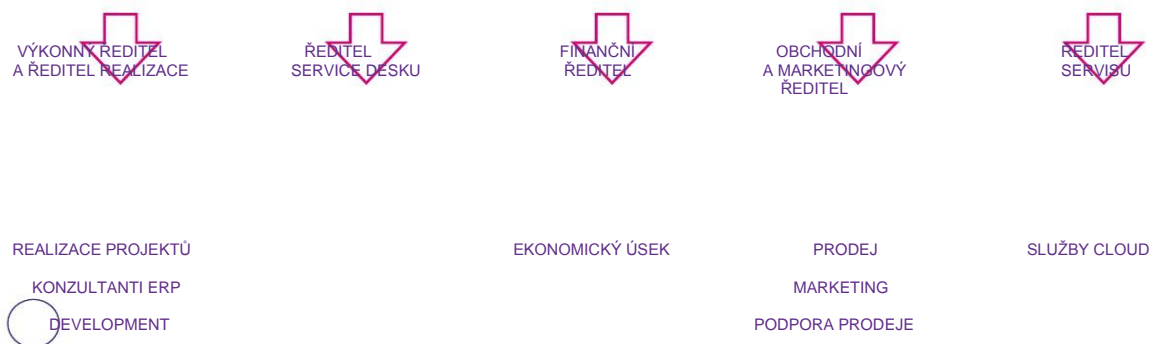 VÝKONNÝ ŘEDITEL
A ŘEDITEL REALIZACE
ŘEDITEL
SERVICE DESKU
FINANČNÍ
ŘEDITEL
OBCHODNÍ
A MARKETINGOVÝ
ŘEDITEL
ŘEDITEL
SERVISU
REALIZACE PROJEKTŮ
KONZULTANTI ERP
DEVELOPMENT
EKONOMICKÝ ÚSEK
PRODEJ
MARKETING
PODPORA PRODEJE
SLUŽBY CLOUD